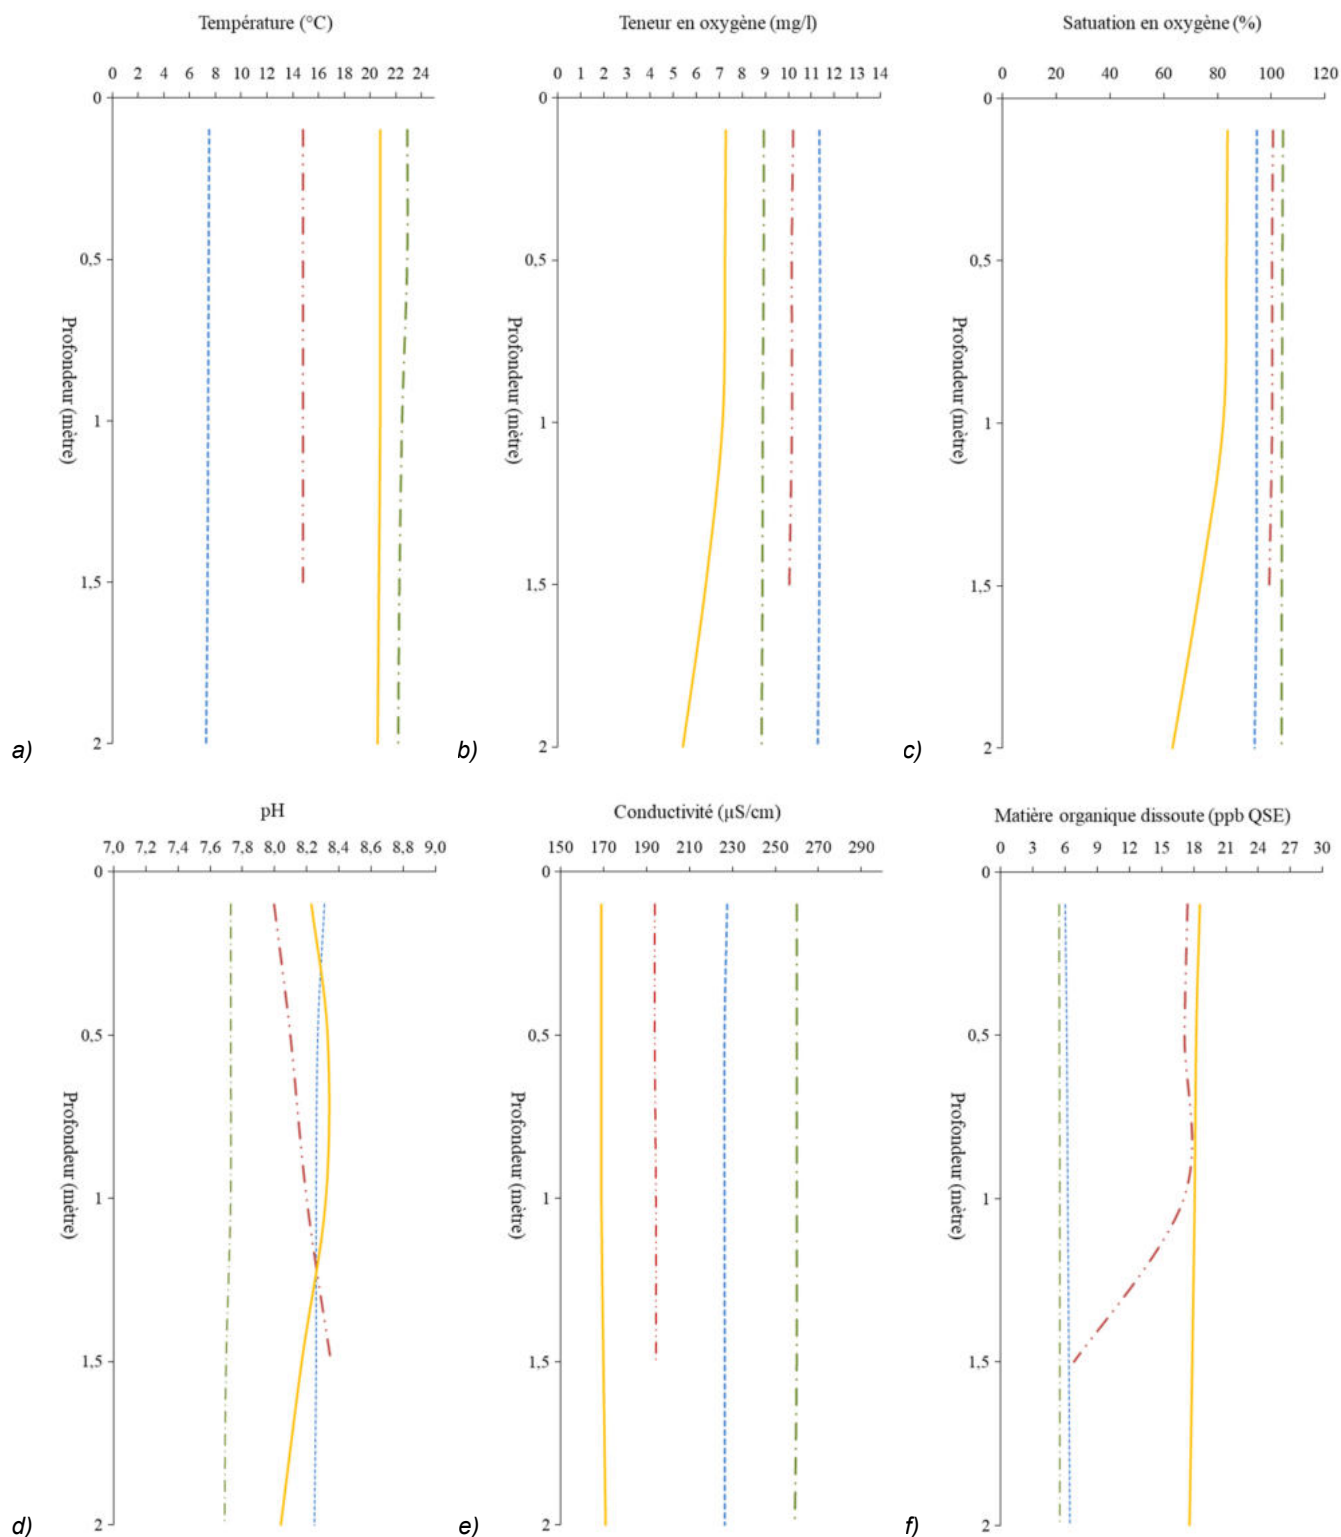 Température (°C)
0 2 4 6 8 10 12 14 16 18 20 22 24
0
0,5
1
1,5
2
Profondeur (mètre)
a)
Teneur en oxygène (mg/l)
0 1 2 3 4 5 6 7 8 9 10 11 12 13 14
0
0,5
1
1,5
2
Profondeur (mètre)
b)
Satuation en oxygène (%)
0 20 40 60 80 100 120
0
0,5
1
1,5
2
Profondeur (mètre)
c)
pH
7,0 7,2 7,4 7,6 7,8 8,0 8,2 8,4 8,6 8,8 9,0
0
0,5
1
1,5
2
Profondeur (mètre)
d)
Conductivité (µS/cm)
150 170 190 210 230 250 270 290
0
0,5
1
1,5
2
Profondeur (mètre)
e)
Matière organique dissoute (ppb QSE)
0 3 6 9 12 15 18 21 24 27 30
0
0,5
1
1,5
2
Profondeur (mètre)
f)